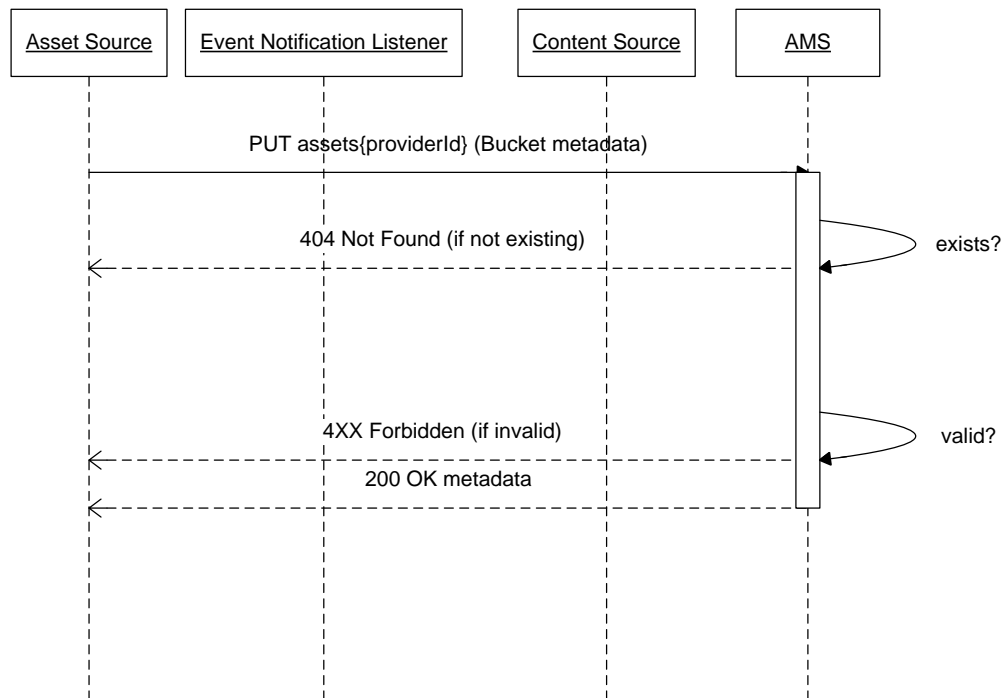 Asset Source
Event Notification Listener
Content Source
AMS
PUT assets{providerId} (Bucket metadata)
404 Not Found (if not existing)
exists?
4XX Forbidden (if invalid)
valid?
200 OK metadata